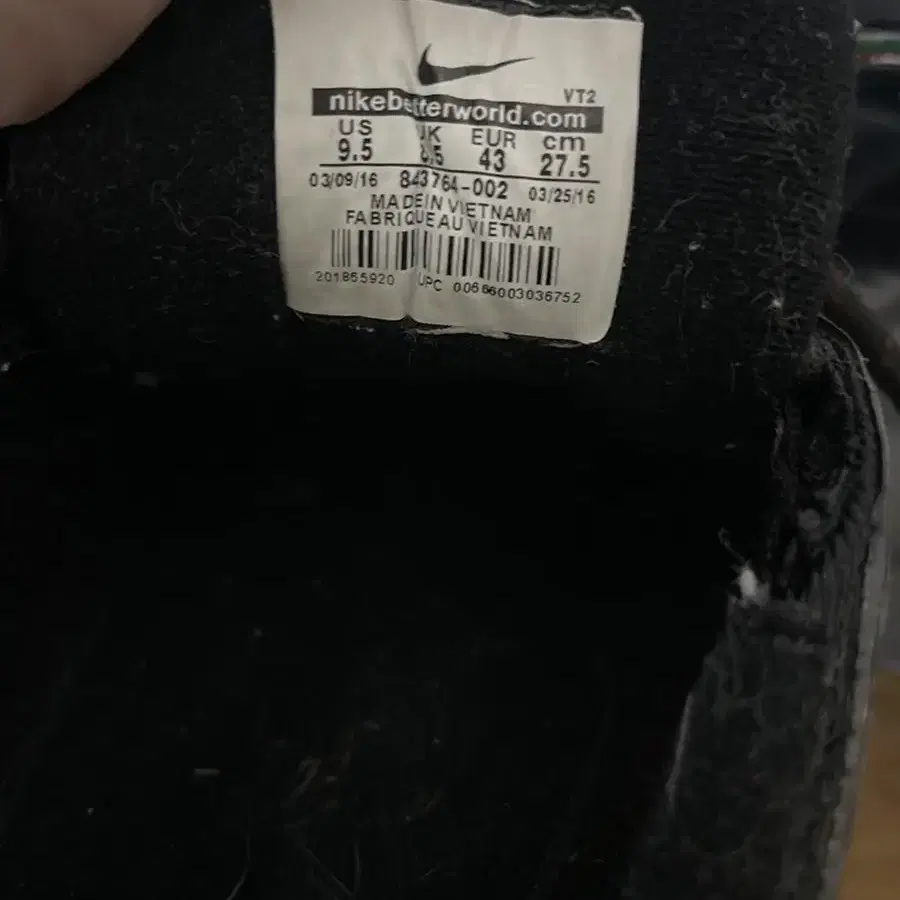 VT2
nikebetterworld.com
US UK EUR cm
9.5 8.5 43 27.5
03/09/16 843764-002 03/25/16
MADE IN VIETNAM
FABRIQUE AU VIETNAM
201865920 UPC 00666003036752